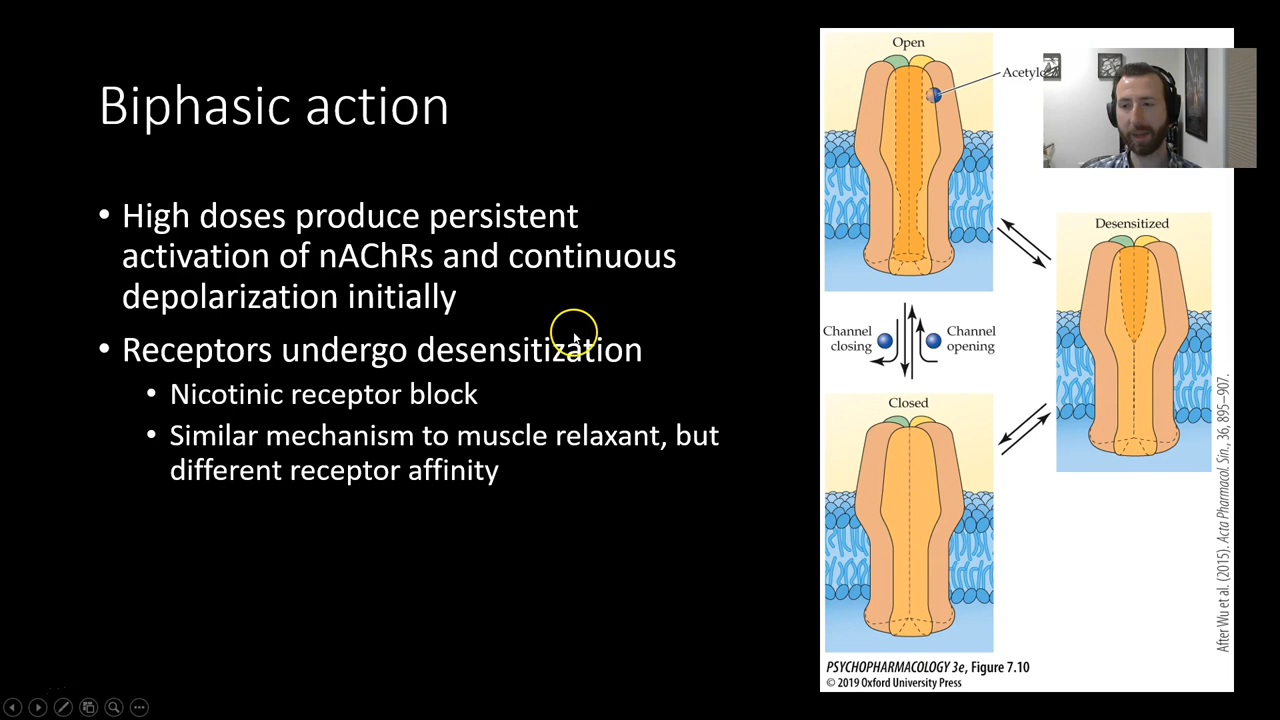 Biphasic action
• High doses produce persistent
activation of nAChRs and continuous
depolarization initially
• Receptors undergo desensitization
• Nicotinic receptor block
• Similar mechanism to muscle relaxant, but
different receptor affinity
Open
Desensitized
Channel
closing
Channel
opening
Closed
After Wu et al. (2015). Acta Pharmacol. Sin., 36, 895–907.
PSYCHOPHARMACOLOGY 3e, Figure 7.10
© 2019 Oxford University Press